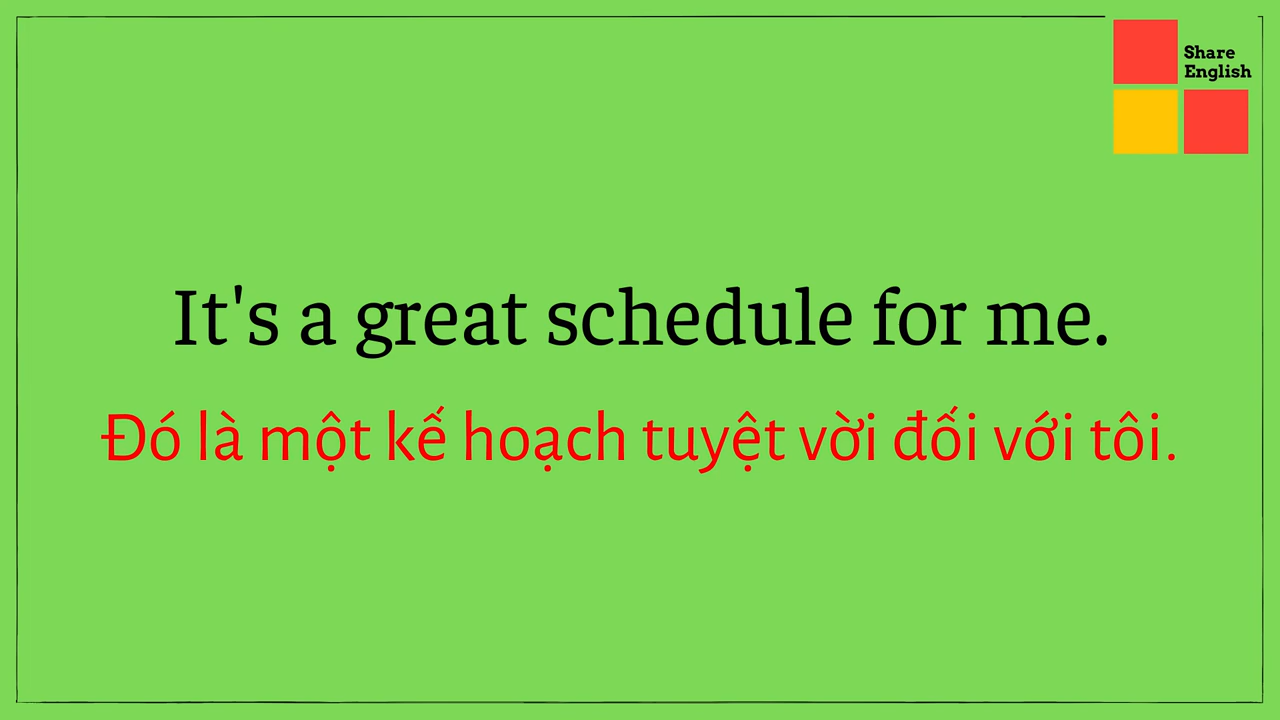 Share
English
It's a great schedule for me.
Đó là một kế hoạch tuyệt vời đối với tôi.